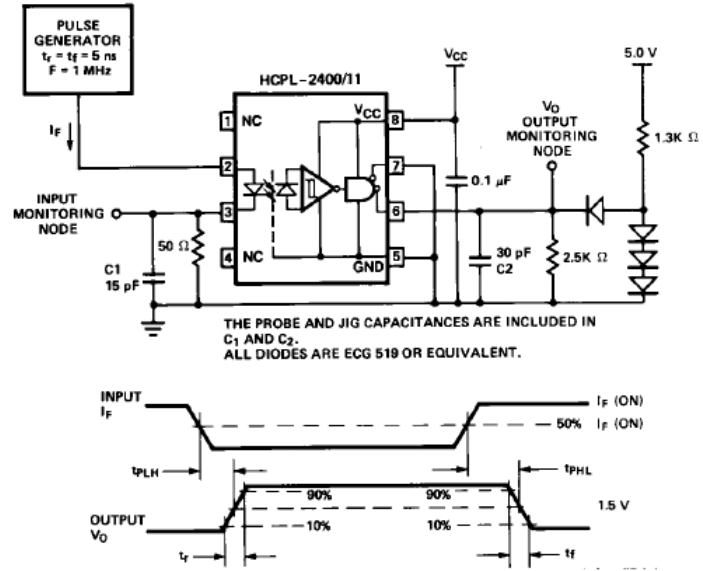 PULSE
GENERATOR
tr = tf = 5 ns
F = 1 MHz
IF
HCPL-2400/11
VCC
5.0 V
1 NC
VCC
8
VO
OUTPUT
MONITORING
NODE
1.3K Ω
2
7
0.1 μF
INPUT
MONITORING
NODE
3
6
50 Ω
4 NC
GND
5
30 pF
C2
2.5K Ω
C1
15 pF
THE PROBE AND JIG CAPACITANCES ARE INCLUDED IN
C1 AND C2.
ALL DIODES ARE ECG 519 OR EQUIVALENT.
INPUT
IF
IF (ON)
50% IF (ON)
tPLH
tPHL
90%
90%
1.5 V
OUTPUT
VO
10%
10%
tr
tf